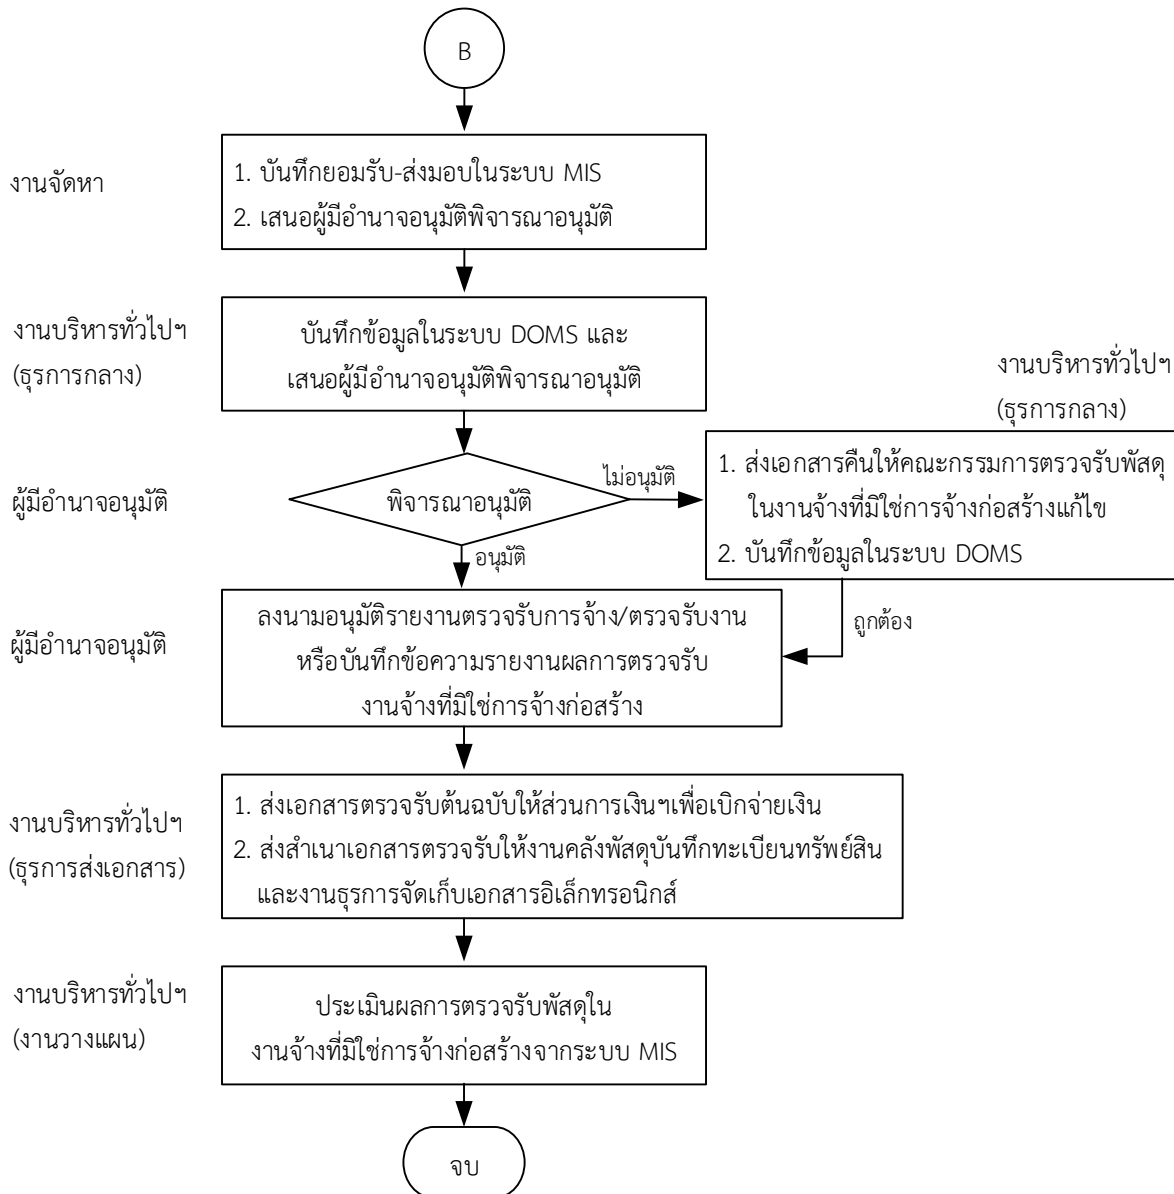 B
งานจัดหา
1. บันทึกยอมรับ-ส่งมอบในระบบ MIS
2. เสนอผู้มีอำนาจอนุมัติพิจารณาอนุมัติ
งานบริหารทั่วไปฯ
(ธุรการกลาง)
บันทึกข้อมูลในระบบ DOMS และ
เสนอผู้มีอำนาจอนุมัติพิจารณาอนุมัติ
งานบริหารทั่วไปฯ
(ธุรการกลาง)
ผู้มีอำนาจอนุมัติ
พิจารณาอนุมัติ
ไม่อนุมัติ
1. ส่งเอกสารคืนให้คณะกรรมการตรวจรับพัสดุ
ในงานจ้างที่มิใช่การจ้างก่อสร้างแก้ไข
2. บันทึกข้อมูลในระบบ DOMS
อนุมัติ
ถูกต้อง
ผู้มีอำนาจอนุมัติ
ลงนามอนุมัติรายงานตรวจรับการจ้าง/ตรวจรับงาน
หรือบันทึกข้อความรายงานผลการตรวจรับ
งานจ้างที่มิใช่การจ้างก่อสร้าง
งานบริหารทั่วไปฯ
(ธุรการส่งเอกสาร)
1. ส่งเอกสารตรวจรับต้นฉบับให้ส่วนการเงินฯเพื่อเบิกจ่ายเงิน
2. ส่งสำเนาเอกสารตรวจรับให้งานคลังพัสดุบันทึกทะเบียนทรัพย์สิน
และงานธุรการจัดเก็บเอกสารอิเล็กทรอนิกส์
งานบริหารทั่วไปฯ
(งานวางแผน)
ประเมินผลการตรวจรับพัสดุใน
งานจ้างที่มิใช่การจ้างก่อสร้างจากระบบ MIS
จบ